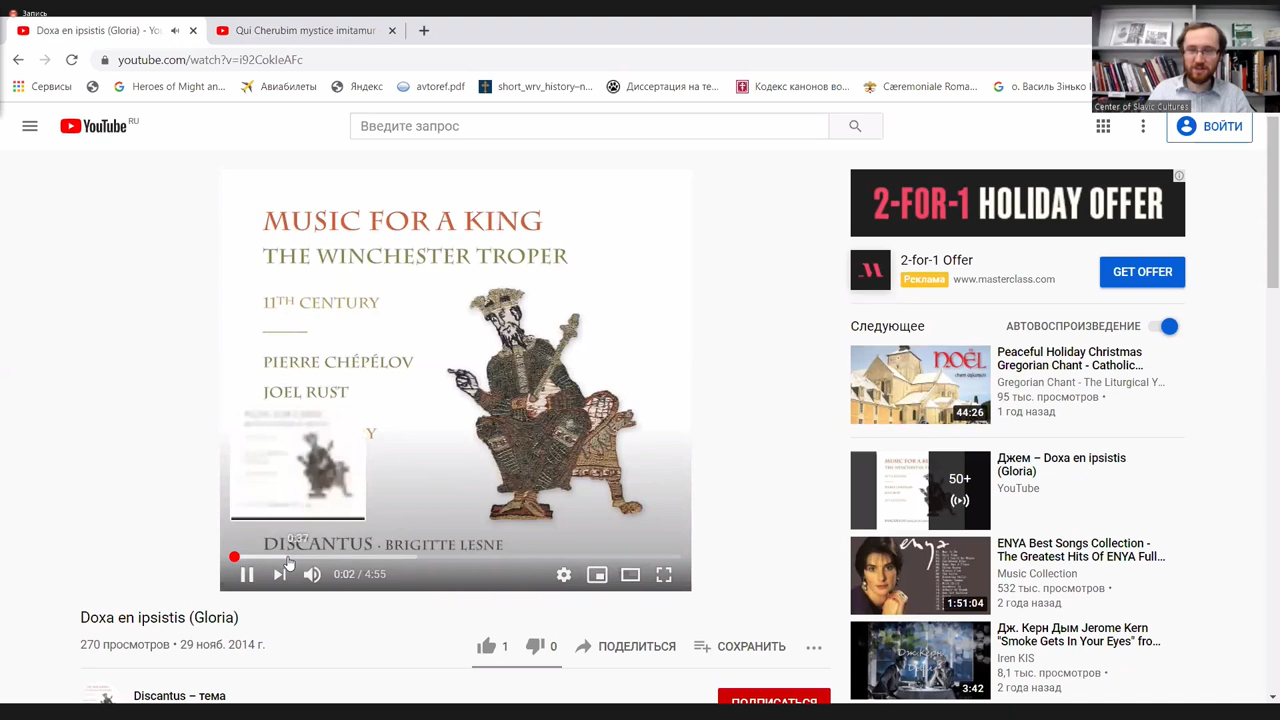 Запись
Doxa en ipsistis (Gloria) - Yo
Qui Cherubim mystice imitamur
youtube.com/watch?v=i92CokleAFc
Сервисы
Heroes of Might an...
Авиабилеты
Яндекс
avtoref.pdf
short_wrv_history–n...
Диссертация на те...
Кодекс канонов во...
Cæremoniale Roma...
о. Василь Зінько І
Center of Slavic Cultures
YouTube RU
Введите запрос
ВОЙТИ
MUSIC FOR A KING
THE WINCHESTER TROPER
11TH CENTURY
PIERRE CHÉPÉLOV
JOEL RUST
Y
0:37
DISCANTUS · BRIGITTE LESNE
0:02 / 4:55
Doxa en ipsistis (Gloria)
270 просмотров • 29 нояб. 2014 г.
1
0
ПОДЕЛИТЬСЯ
СОХРАНИТЬ
Discantus – тема
ПОДПИСАТЬСЯ
2-FOR-1 HOLIDAY OFFER
2-for-1 Offer
Реклама www.masterclass.com
GET OFFER
Следующее
АВТОВОСПРОИЗВЕДЕНИЕ
NOËL
44:26
Peaceful Holiday Christmas
Gregorian Chant - Catholic...
Gregorian Chant - The Liturgical Y...
95 тыс. просмотров •
1 год назад
50+
Джем – Doxa en ipsistis
(Gloria)
YouTube
enya
1:51:04
ENYA Best Songs Collection -
The Greatest Hits Of ENYA Full...
Music Collection
532 тыс. просмотров •
2 года назад
Дж.Керн
Дым
3:42
Дж. Керн Дым Jerome Kern
"Smoke Gets In Your Eyes" fro...
Iren KIS
8,1 тыс. просмотров •
2 года назад